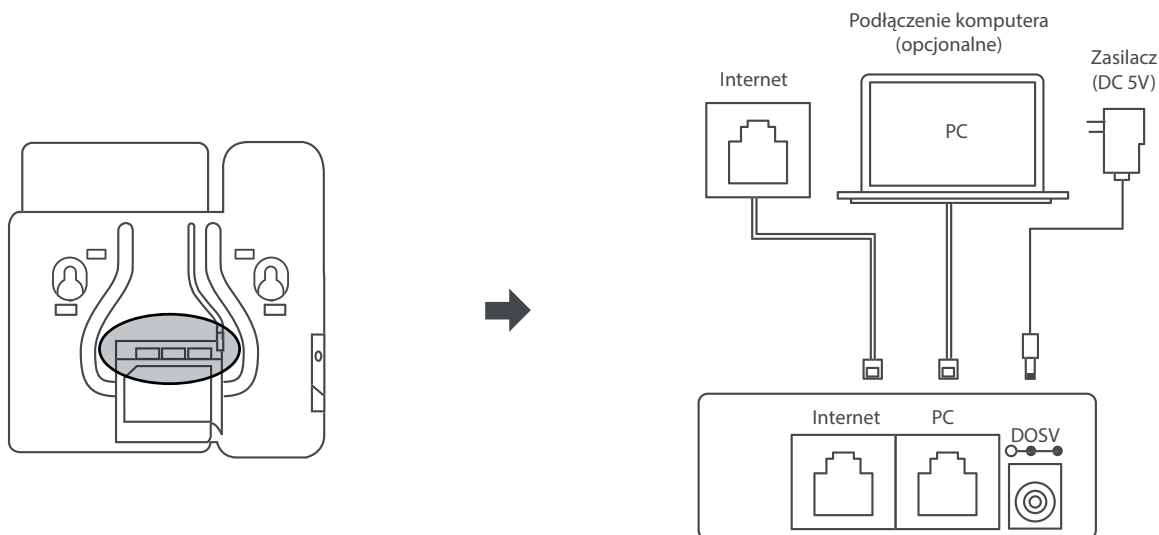 Podłączenie komputera
(opcjonalne)
Zasilacz
(DC 5V)
Internet
PC
Internet
PC
DOSV